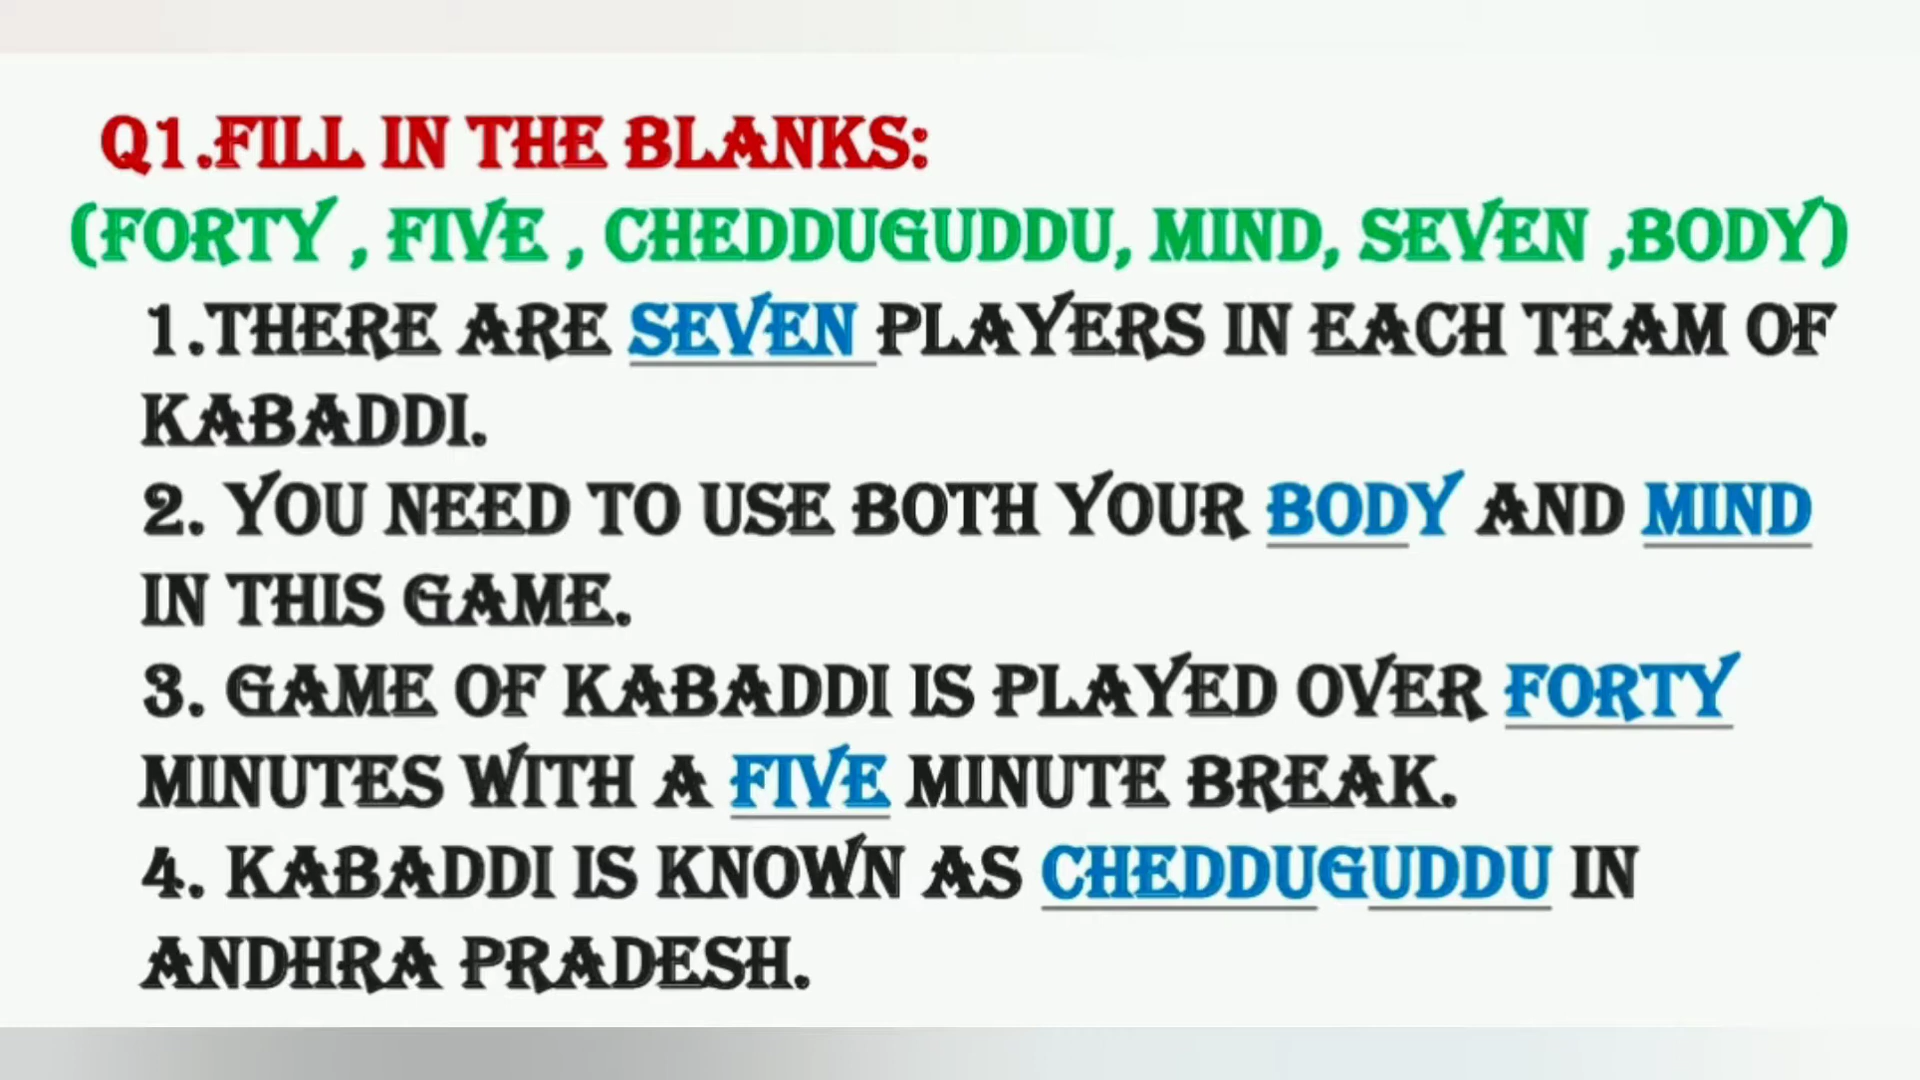 Q1.FILL IN THE BLANKS:
(FORTY , FIVE , CHEDDUGUDDU, MIND, SEVEN ,BODY)
1.THERE ARE SEVEN PLAYERS IN EACH TEAM OF
KABADDI.
2. YOU NEED TO USE BOTH YOUR BODY AND MIND
IN THIS GAME.
3. GAME OF KABADDI IS PLAYED OVER FORTY
MINUTES WITH A FIVE MINUTE BREAK.
4. KABADDI IS KNOWN AS CHEDDUGUDDU IN
ANDHRA PRADESH.